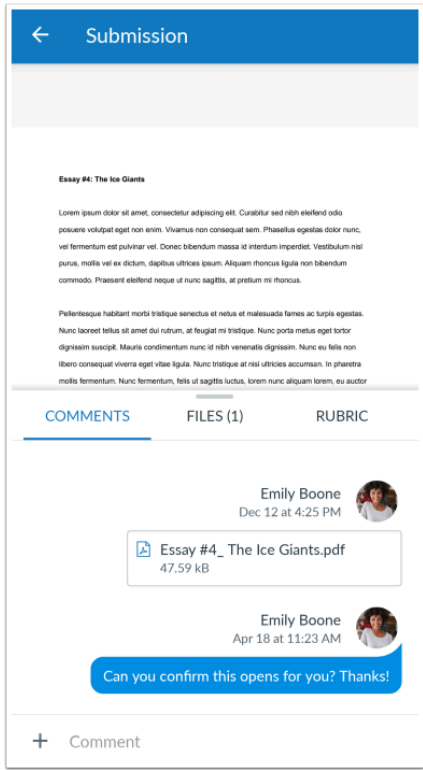 Submission
Essay #4: The Ice Giants
Lorem ipsum dolor sit amet, consectetur adipiscing elit. Curabitur sed nibh eleifend odio
posuere volutpat eget non enim. Vivamus non consequat sem. Phasellus egestas dolor nunc,
vel fermentum est pulvinar vel. Donec bibendum massa id interdum imperdiet. Vestibulum nisl
purus, mollis vel ex dictum, dapibus ultrices ipsum. Aliquam rhoncus ligula non bibendum
commodo. Praesent eleifend neque ut nunc sagittis, at pretium mi rhoncus.
Pellentesque habitant morbi tristique senectus et netus et malesuada fames ac turpis egestas.
Nunc laoreet tellus sit amet dui rutrum, at feugiat mi tristique. Nunc porta metus eget tortor
dignissim suscipit. Mauris condimentum nunc id nibh venenatis dignissim. Nunc eu felis non
libero consequat viverra eget vitae ligula. Nunc tristique at nisi ultricies accumsan. In pharetra
mollis fermentum. Nunc fermentum, felis ut sagittis luctus, lorem nunc aliquam lorem, eu auctor
COMMENTS FILES (1) RUBRIC
Emily Boone
Dec 12 at 4:25 PM
Essay #4_ The Ice Giants.pdf
47.59 kB
Emily Boone
Apr 18 at 11:23 AM
Can you confirm this opens for you? Thanks!
+ Comment